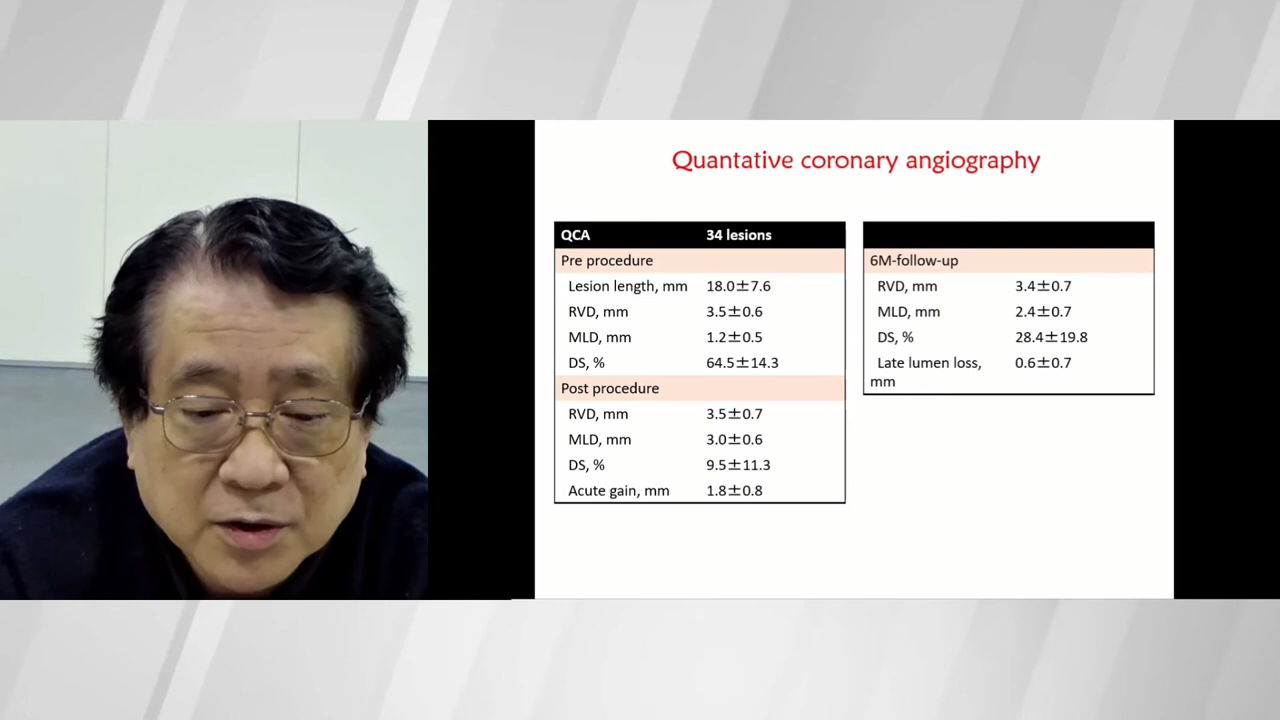 Quantative coronary angiography
QCA 34 lesions
Pre procedure
Lesion length, mm 18.0±7.6
RVD, mm 3.5±0.6
MLD, mm 1.2±0.5
DS, % 64.5±14.3
Post procedure
RVD, mm 3.5±0.7
MLD, mm 3.0±0.6
DS, % 9.5±11.3
Acute gain, mm 1.8±0.8
6M-follow-up
RVD, mm 3.4±0.7
MLD, mm 2.4±0.7
DS, % 28.4±19.8
Late lumen loss, 0.6±0.7
mm